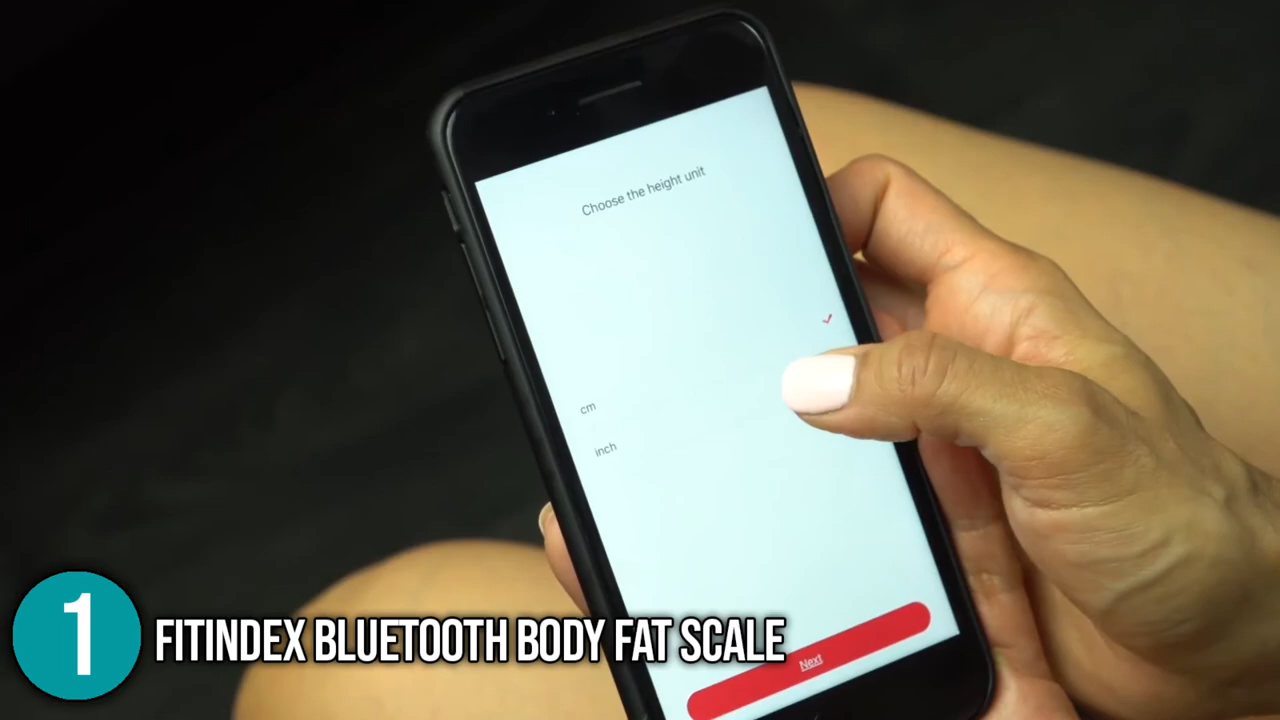 Choose the height unit
cm
inch
Next
1
FITINDEX BLUETOOTH BODY FAT SCALE